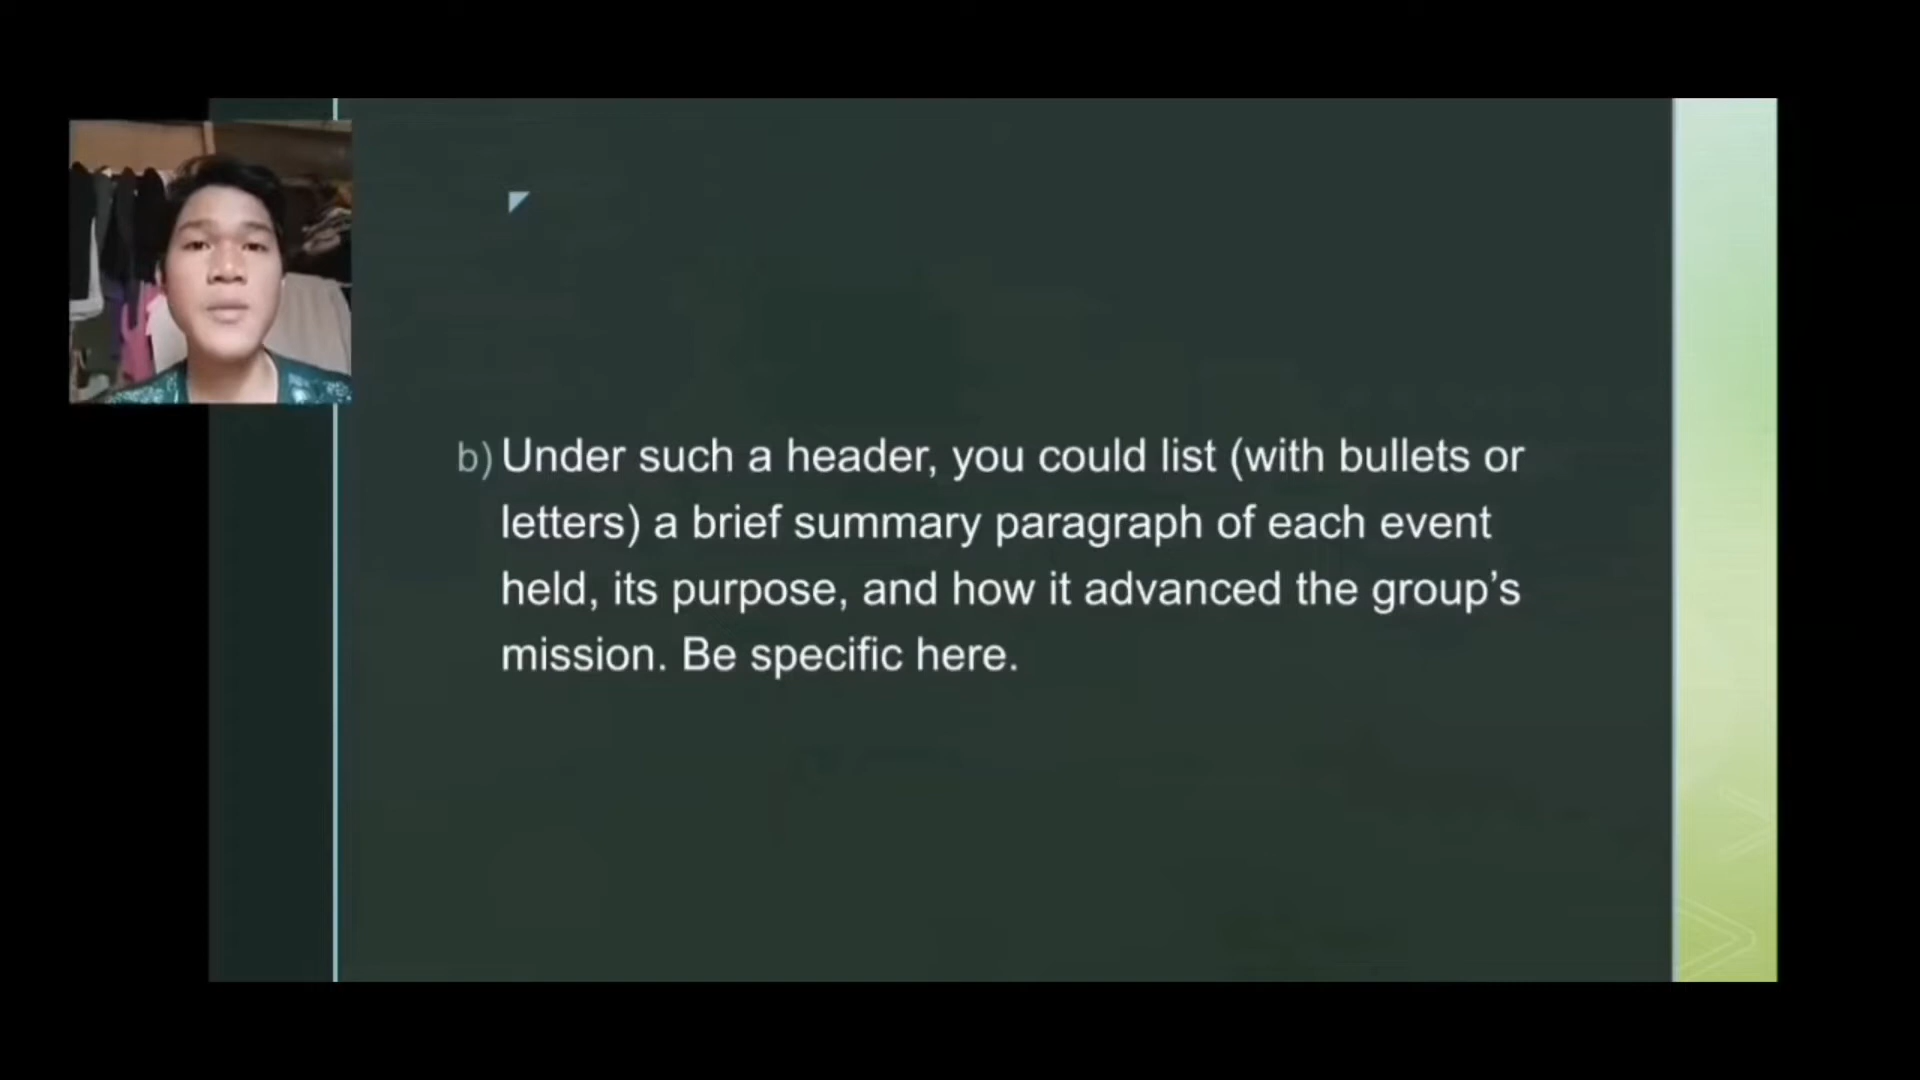 b) Under such a header, you could list (with bullets or
letters) a brief summary paragraph of each event
held, its purpose, and how it advanced the group’s
mission. Be specific here.